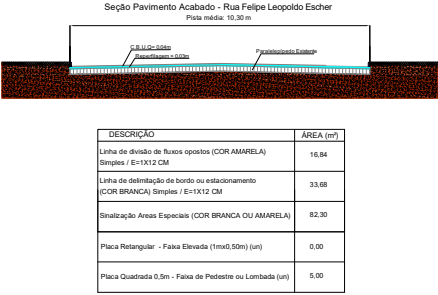 Seção Pavimento Acabado - Rua Felipe Leopoldo Escher
Pista média: 10,30 m
C.B.U.Q= 0,04m
Reperfilagem = 0,03m
Paralelepípedo Existente
DESCRIÇÃO ÁREA (m²)
Linha de divisão de fluxos opostos (COR AMARELA)
Simples / E=1X12 CM
16,84
Linha de delimitação de bordo ou estacionamento
(COR BRANCA) Simples / E=1X12 CM
33,68
Sinalização Areas Especiais (COR BRANCA OU AMARELA) 82,30
Placa Retangular - Faixa Elevada (1mx0,50m) (un) 0,00
Placa Quadrada 0,5m - Faixa de Pedestre ou Lombada (un) 5,00